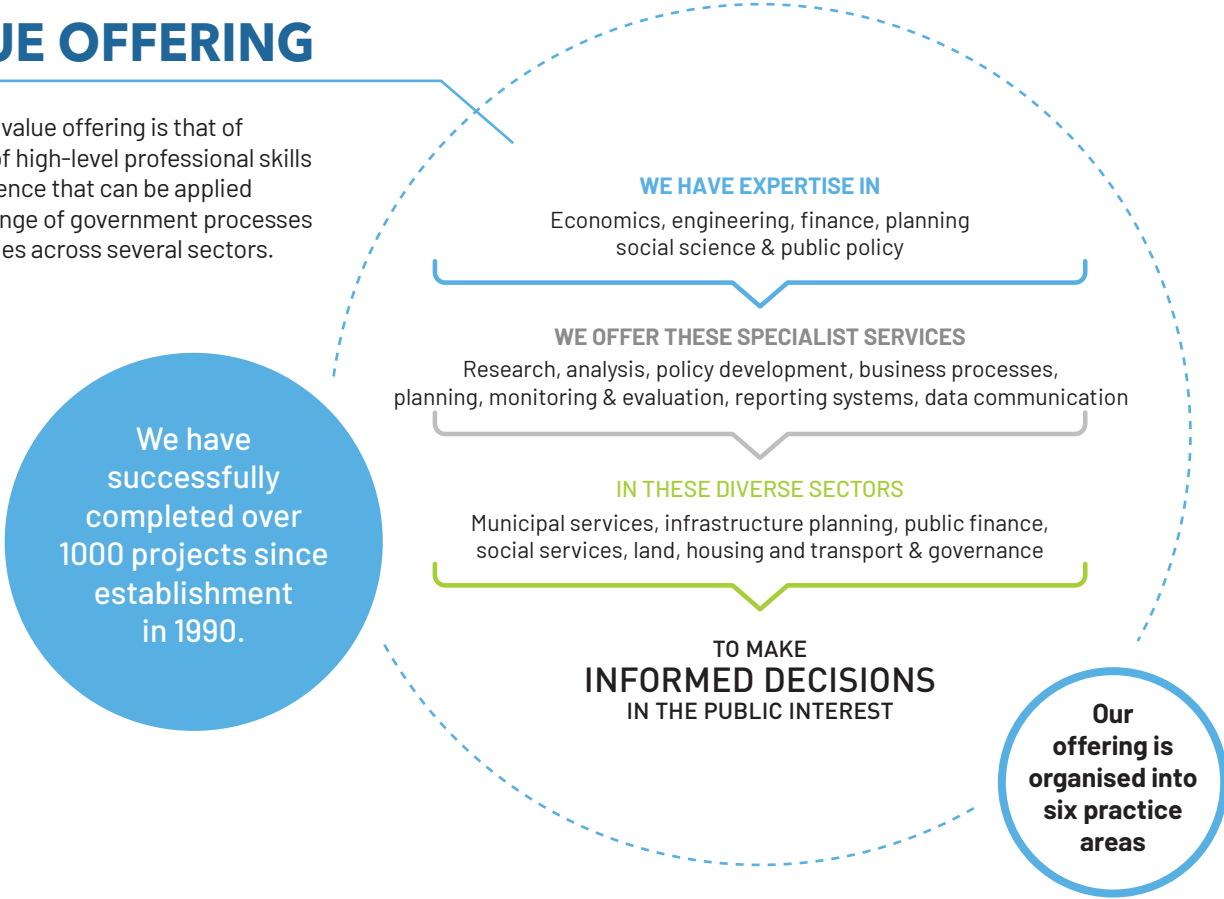 UE OFFERING
value offering is that of
of high-level professional skills
ence that can be applied
nge of government processes
ies across several sectors.
WE HAVE EXPERTISE IN
Economics, engineering, finance, planning
social science & public policy
WE OFFER THESE SPECIALIST SERVICES
Research, analysis, policy development, business processes,
planning, monitoring & evaluation, reporting systems, data communication
IN THESE DIVERSE SECTORS
Municipal services, infrastructure planning, public finance,
social services, land, housing and transport & governance
TO MAKE
INFORMED DECISIONS
IN THE PUBLIC INTEREST
We have
successfully
completed over
1000 projects since
establishment
in 1990.
Our
offering is
organised into
six practice
areas